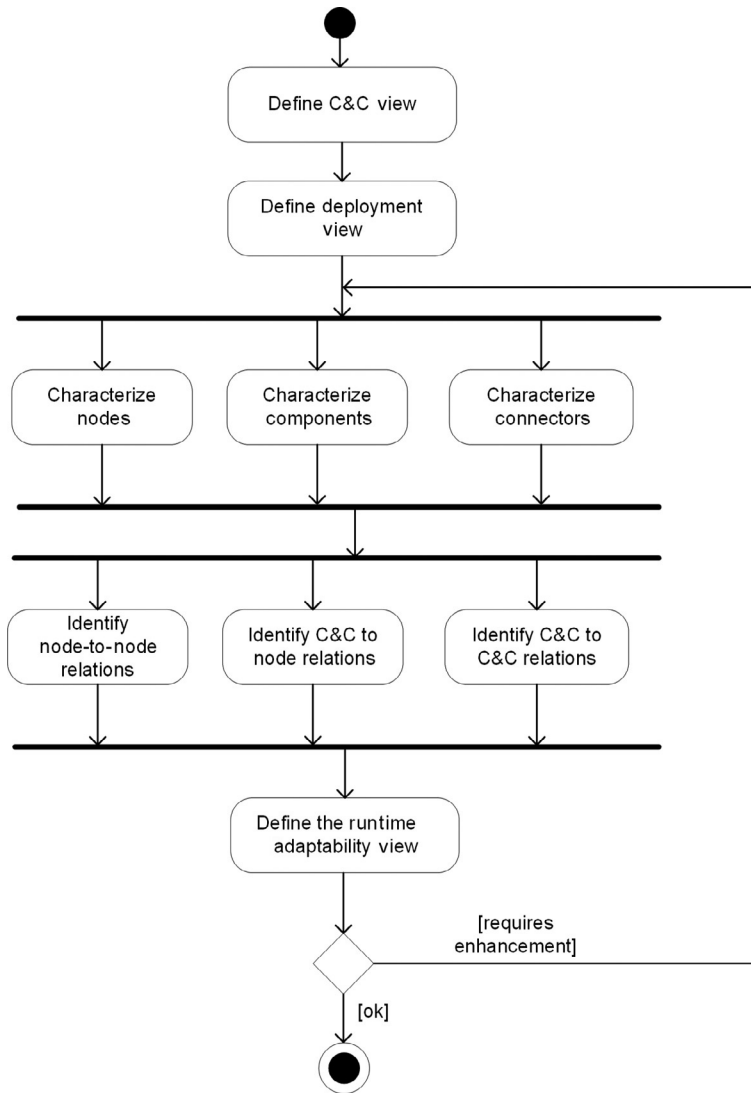 Define C&C view
Define deployment
view
Characterize
nodes
Characterize
components
Characterize
connectors
Identify
node-to-node
relations
Identify C&C to
node relations
Identify C&C to
C&C relations
Define the runtime
adaptability view
[requires
enhancement]
[ok]